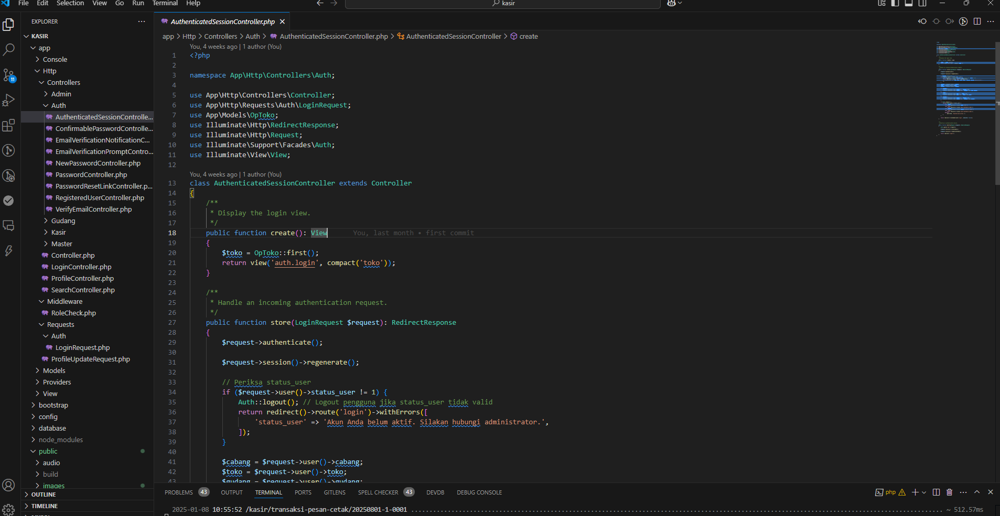 File Edit Selection View Go Run Terminal Help
kasir
EXPLORER
KASIR
app
Console
Http
Controllers
Admin
Auth
AuthenticatedSessionControlle...
ConfirmablePasswordControlle...
EmailVerificationNotificationC...
EmailVerificationPromptContro...
NewPasswordController.php
PasswordController.php
PasswordResetLinkController.p...
RegisteredUserController.php
VerifyEmailController.php
Gudang
Kasir
Master
Controller.php
LoginController.php
ProfileController.php
SearchController.php
Middleware
RoleCheck.php
Requests
Auth
LoginRequest.php
ProfileUpdateRequest.php
Models
Providers
View
bootstrap
config
database
node_modules
public
audio
build
images
OUTLINE
TIMELINE
11
AuthenticatedSessionController.php
app > Http > Controllers > Auth > AuthenticatedSessionController.php > AuthenticatedSessionController > create
You, 4 weeks ago | 1 author (You)
1 <?php
2
3 namespace App\Http\Controllers\Auth;
4
5 use App\Http\Controllers\Controller;
6 use App\Http\Requests\Auth\LoginRequest;
7 use App\Models\OpToko;
8 use Illuminate\Http\RedirectResponse;
9 use Illuminate\Http\Request;
10 use Illuminate\Support\Facades\Auth;
11 use Illuminate\View\View;
12
You, 4 weeks ago | 1 author (You)
13 class AuthenticatedSessionController extends Controller
14 {
15 /**
16 * Display the login view.
17 */
18 public function create(): View You, last month • first commit
19 {
20 $toko = OpToko::first();
21 return view('auth.login', compact('toko'));
22 }
23
24 /**
25 * Handle an incoming authentication request.
26 */
27 public function store(LoginRequest $request): RedirectResponse
28 {
29 $request->authenticate();
30
31 $request->session()->regenerate();
32
33 // Periksa status_user
34 if ($request->user()->status_user != 1) {
35 Auth::logout(); // Logout pengguna jika status_user tidak valid
36 return redirect()->route('login')->withErrors([
37 'status_user' => 'Akun Anda belum aktif. Silakan hubungi administrator.',
38 ]);
39 }
40
41 $cabang = $request->user()->cabang;
42 $toko = $request->user()->toko;
43 $gudang = $request->user()->gudang;
PROBLEMS 43 OUTPUT TERMINAL PORTS GITLENS SPELL CHECKER 43 DEVDB DEBUG CONSOLE
php
2025-01-08 10:55:52 /kasir/transaksi-pesan-cetak/20250801-1-0001 ........ ~ 512.57ms